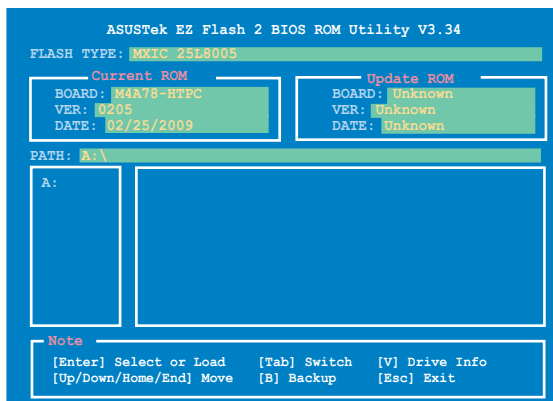 ASUSTek EZ Flash 2 BIOS ROM Utility V3.34
FLASH TYPE: MXIC 25L8005
Current ROM
BOARD: M4A78-HTPC
VER: 0205
DATE: 02/25/2009
Update ROM
BOARD: Unknown
VER: Unknown
DATE: Unknown
PATH: A:\
A:
Note
[Enter] Select or Load [Tab] Switch [V] Drive Info
[Up/Down/Home/End] Move [B] Backup [Esc] Exit